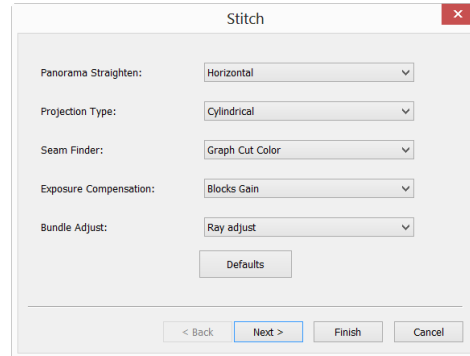 Stitch
Panorama Straighten: Horizontal
Projection Type: Cylindrical
Seam Finder: Graph Cut Color
Exposure Compensation: Blocks Gain
Bundle Adjust: Ray adjust
Defaults
< Back Next > Finish Cancel